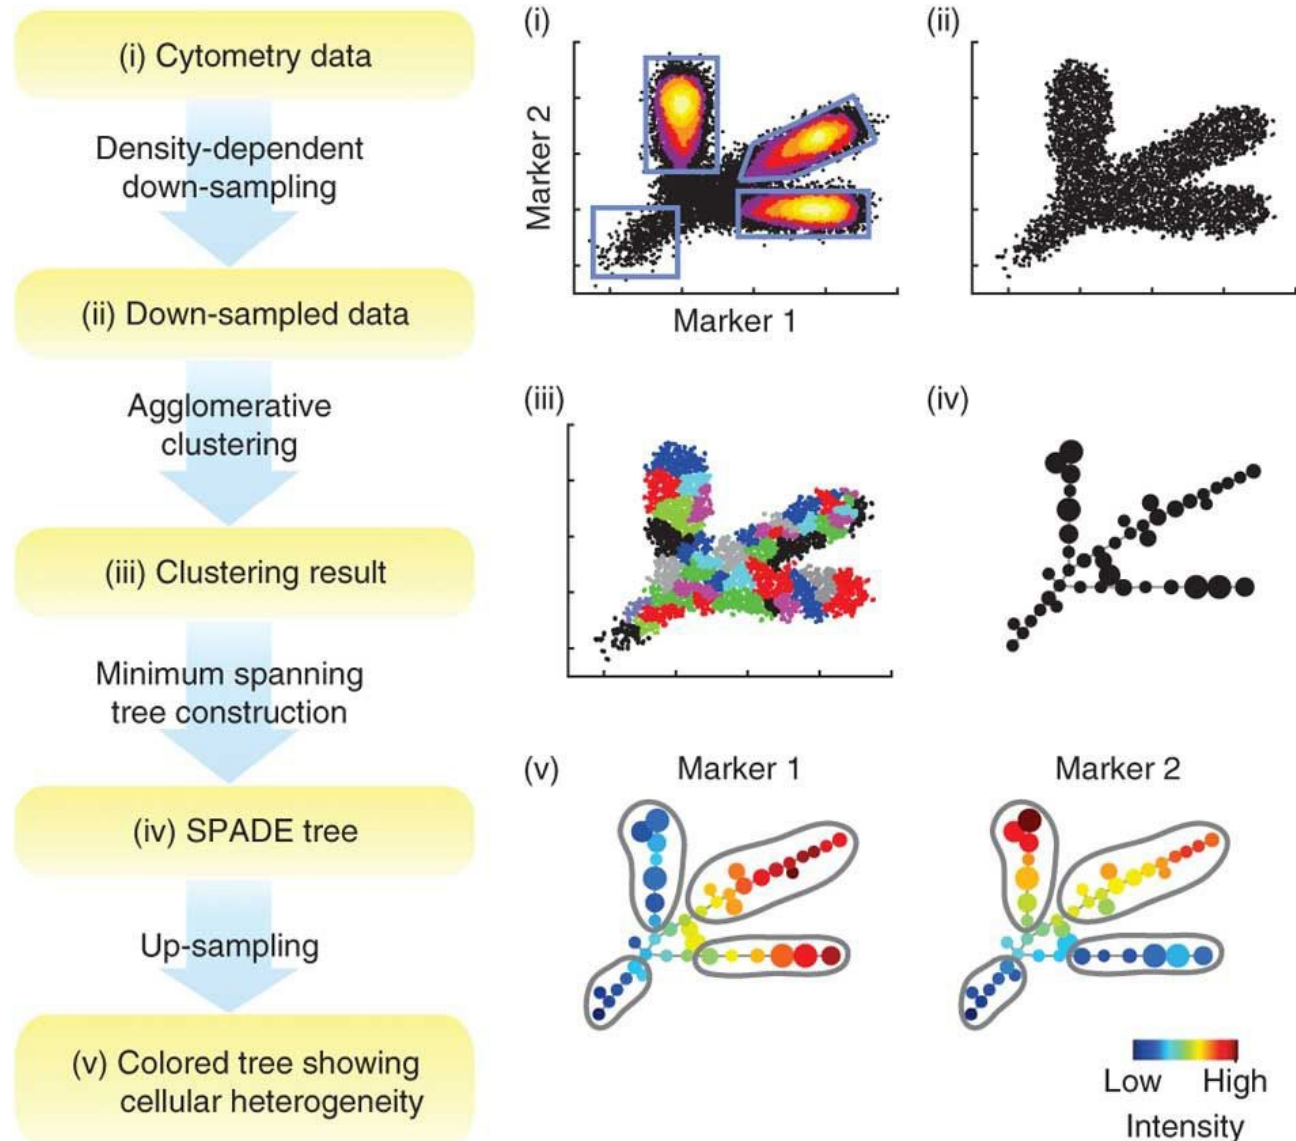 (i) Cytometry data
Density-dependent
down-sampling
(ii) Down-sampled data
Agglomerative
clustering
(iii) Clustering result
Minimum spanning
tree construction
(iv) SPADE tree
Up-sampling
(v) Colored tree showing
cellular heterogeneity
(i)
Marker 2
Marker 1
(ii)
(iii)
(iv)
(v)
Marker 1
Marker 2
Low High
Intensity